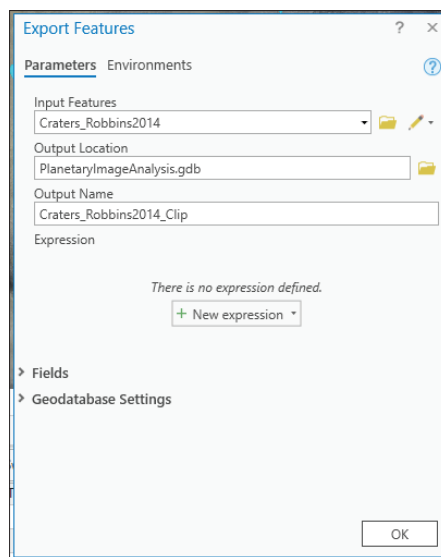 Export Features
? ×
Parameters Environments
?
Input Features
Craters_Robbins2014
Output Location
PlanetaryImageAnalysis.gdb
Output Name
Craters_Robbins2014_Clip
Expression
There is no expression defined.
+ New expression
Fields
Geodatabase Settings
OK